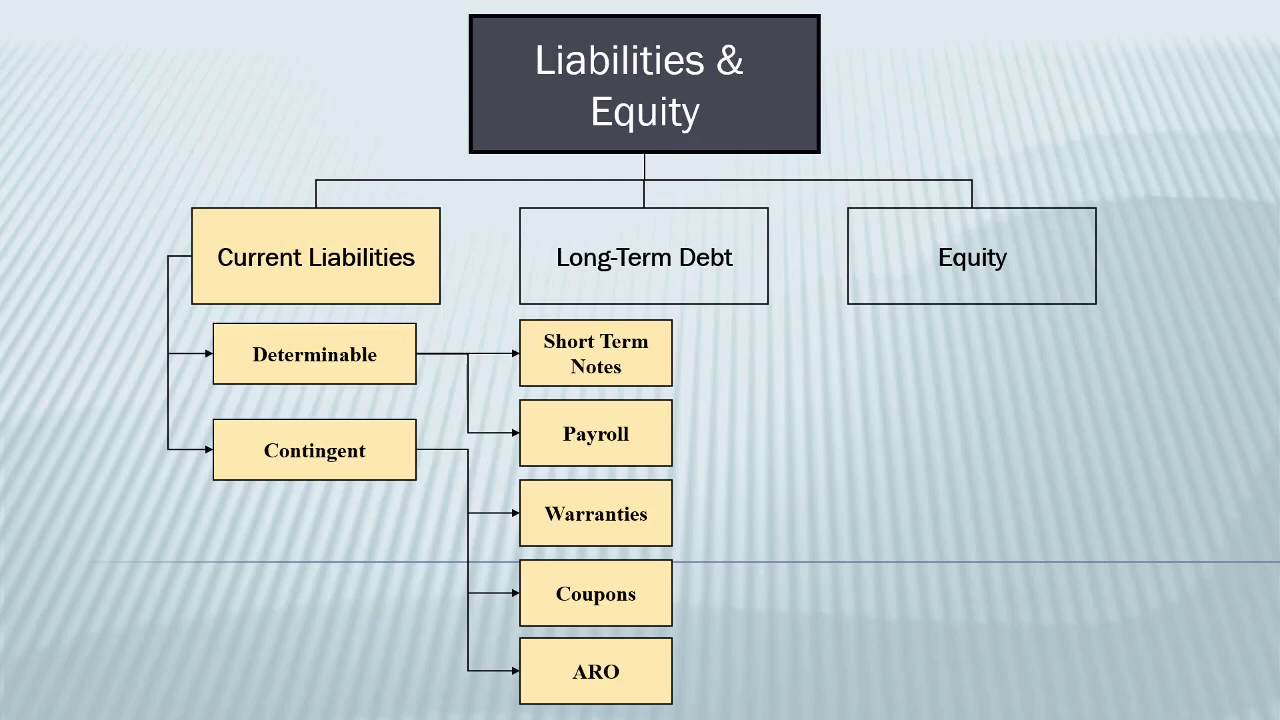 Liabilities &
Equity
Current Liabilities
Long-Term Debt
Equity
Determinable
Short Term
Notes
Payroll
Contingent
Warranties
Coupons
ARO